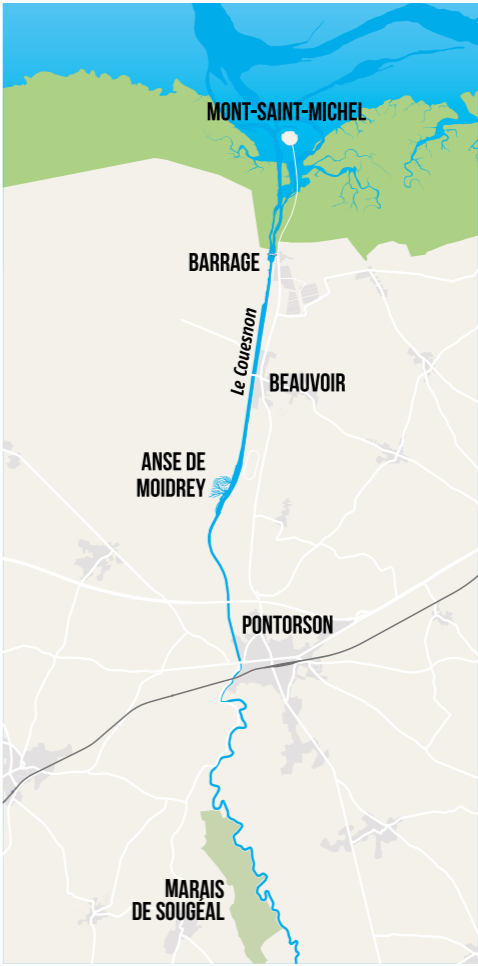 MONT-SAINT-MICHEL
BARRAGE
Le Couesnon
BEAUVOIR
ANSE DE
MOIDREY
PONTORSON
MARAIS
DE SOUGÉAL